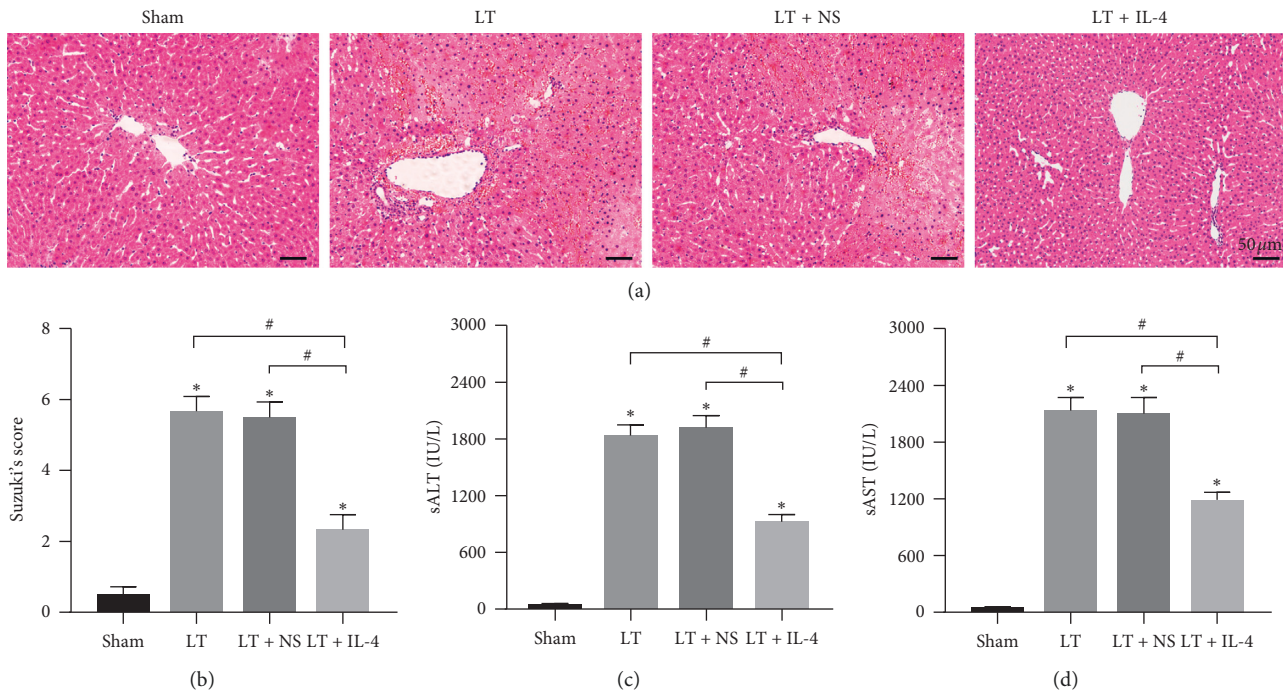 Sham
LT
LT + NS
LT + IL-4
50 μm
(a)
8
6
4
2
0
Suzuki's score
*
*
*
#
#
Sham
LT
LT + NS
LT + IL-4
(b)
3000
2400
1800
1200
600
0
sALT (IU/L)
*
*
*
#
#
Sham
LT
LT + NS
LT + IL-4
(c)
3000
2400
1800
1200
600
0
sAST (IU/L)
*
*
*
#
#
Sham
LT
LT + NS
LT + IL-4
(d)